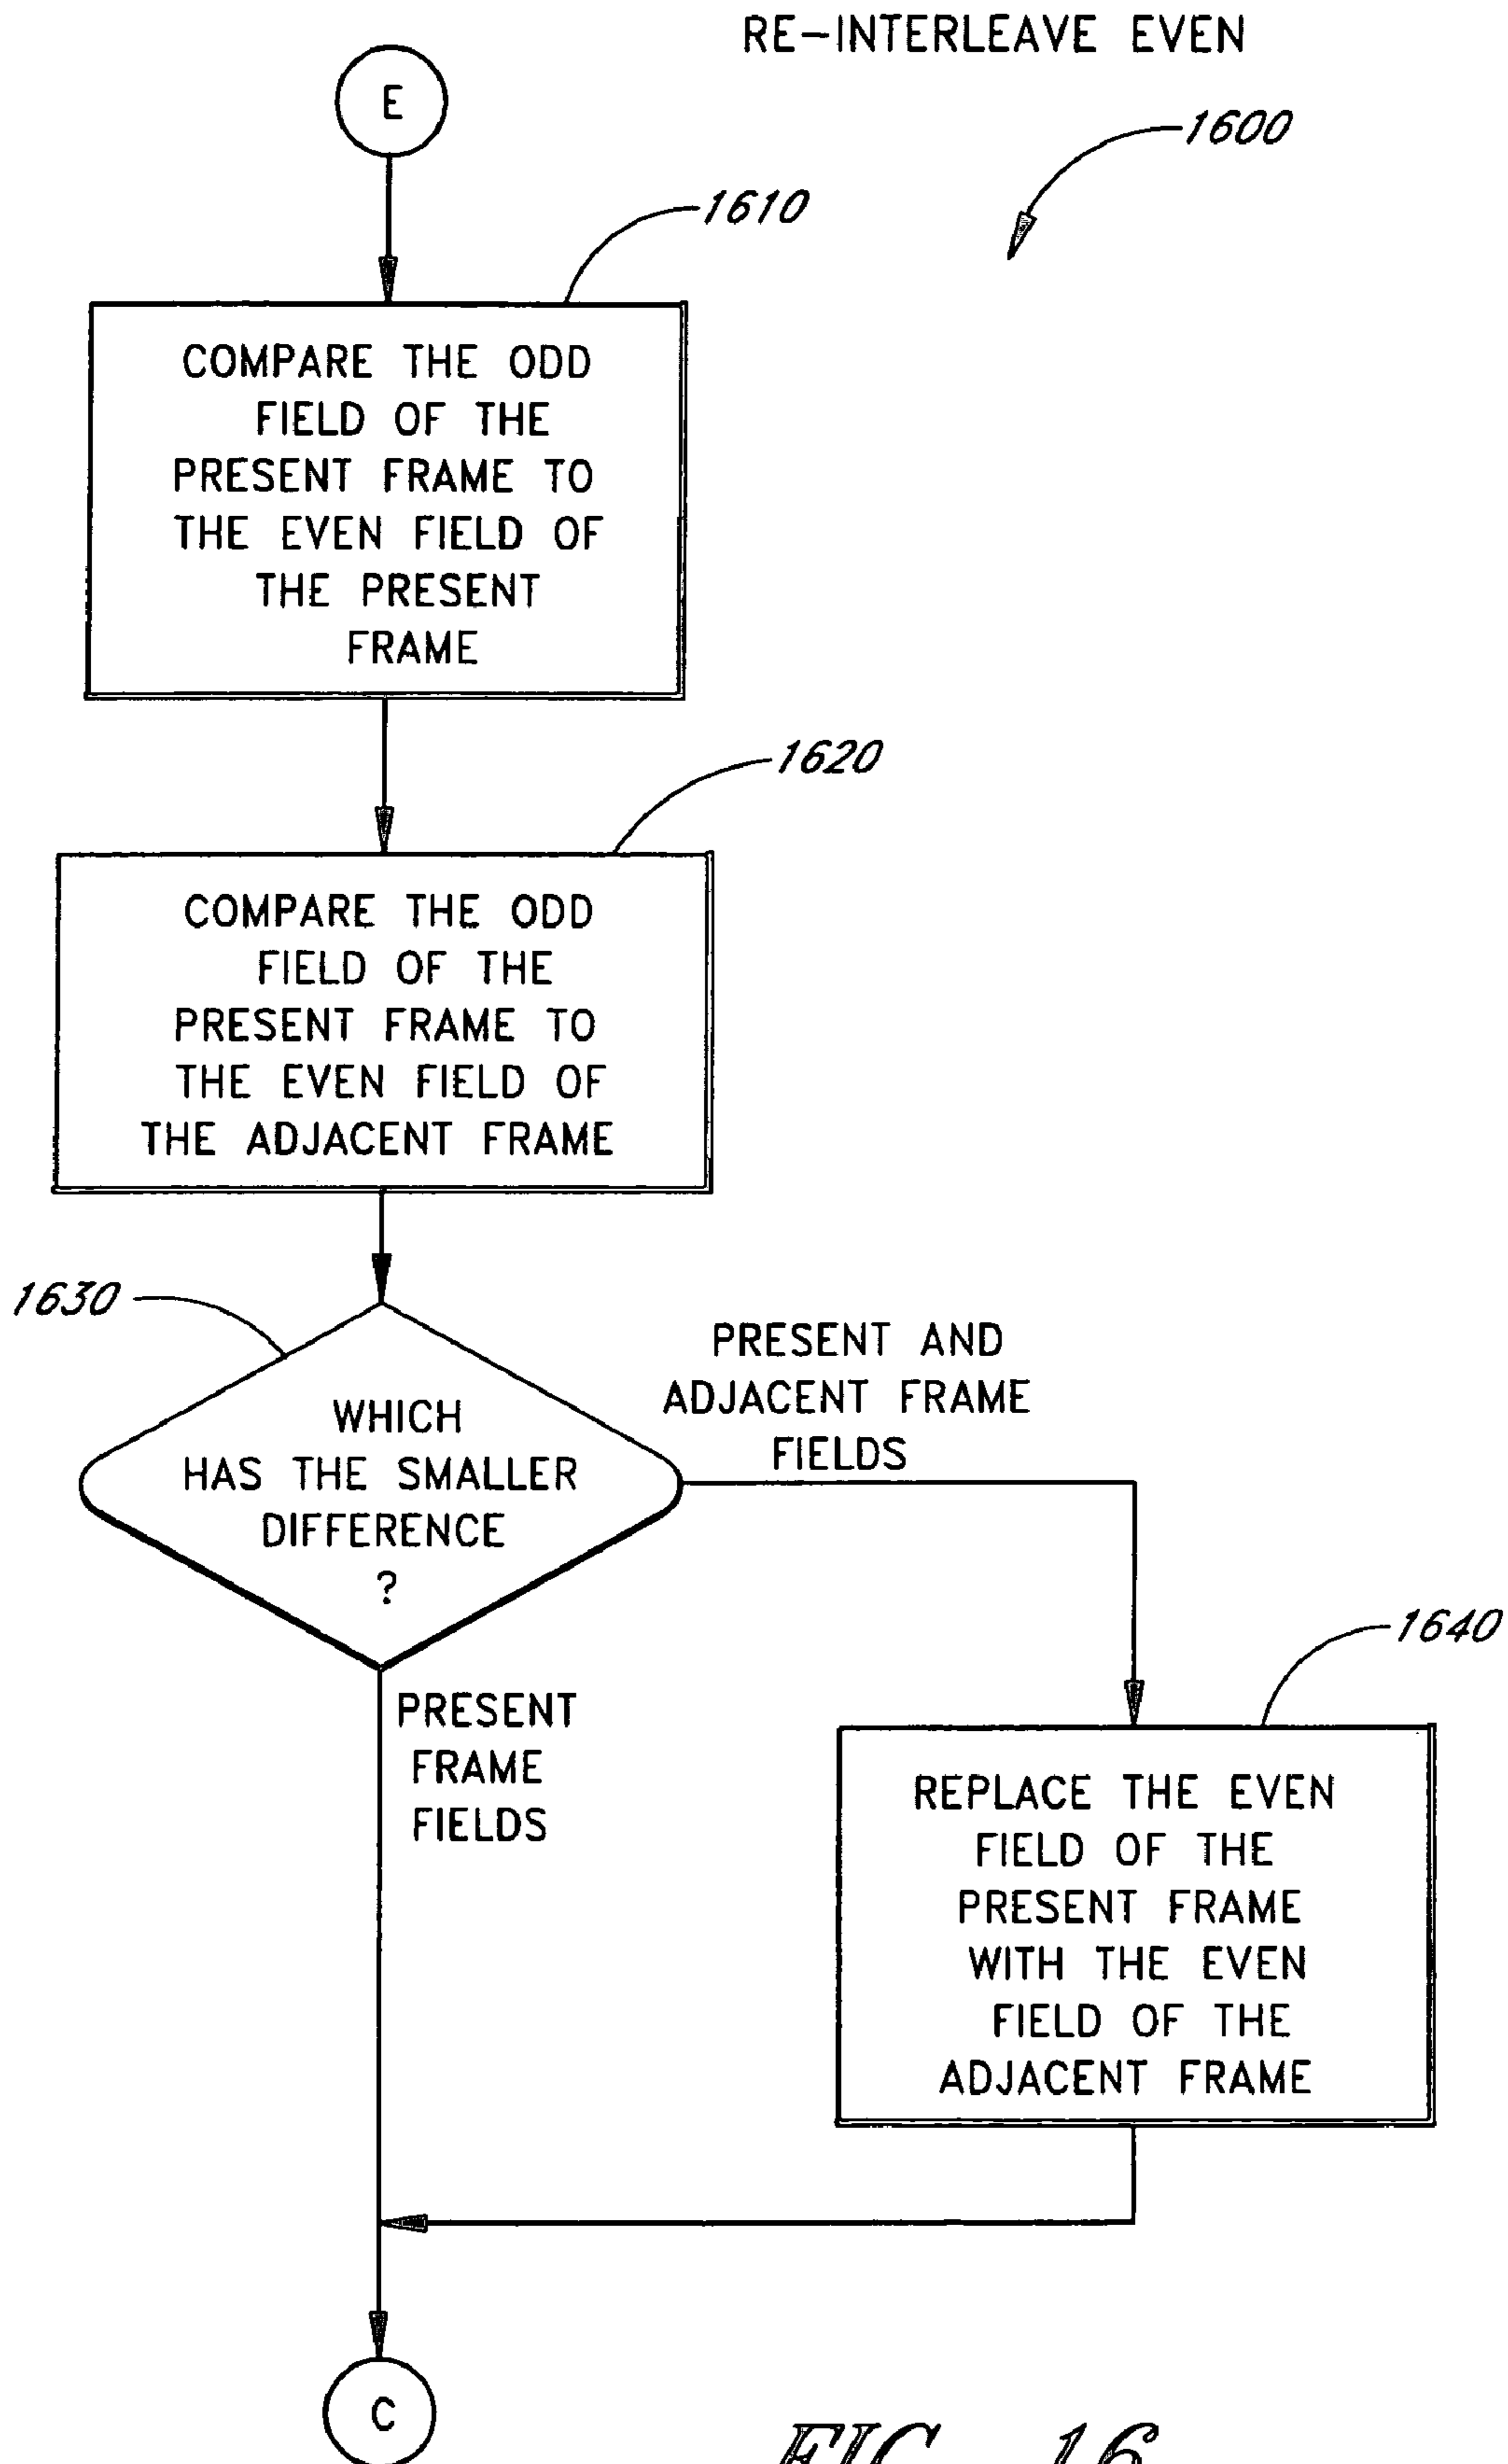 RE-INTERLEAVE EVEN
E
1600
1610
COMPARE THE ODD
FIELD OF THE
PRESENT FRAME TO
THE EVEN FIELD OF
THE PRESENT
FRAME
1620
COMPARE THE ODD
FIELD OF THE
PRESENT FRAME TO
THE EVEN FIELD OF
THE ADJACENT FRAME
1630
WHICH
HAS THE SMALLER
DIFFERENCE
?
PRESENT AND
ADJACENT FRAME
FIELDS
PRESENT
FRAME
FIELDS
1640
REPLACE THE EVEN
FIELD OF THE
PRESENT FRAME
WITH THE EVEN
FIELD OF THE
ADJACENT FRAME
C
FIG. 16